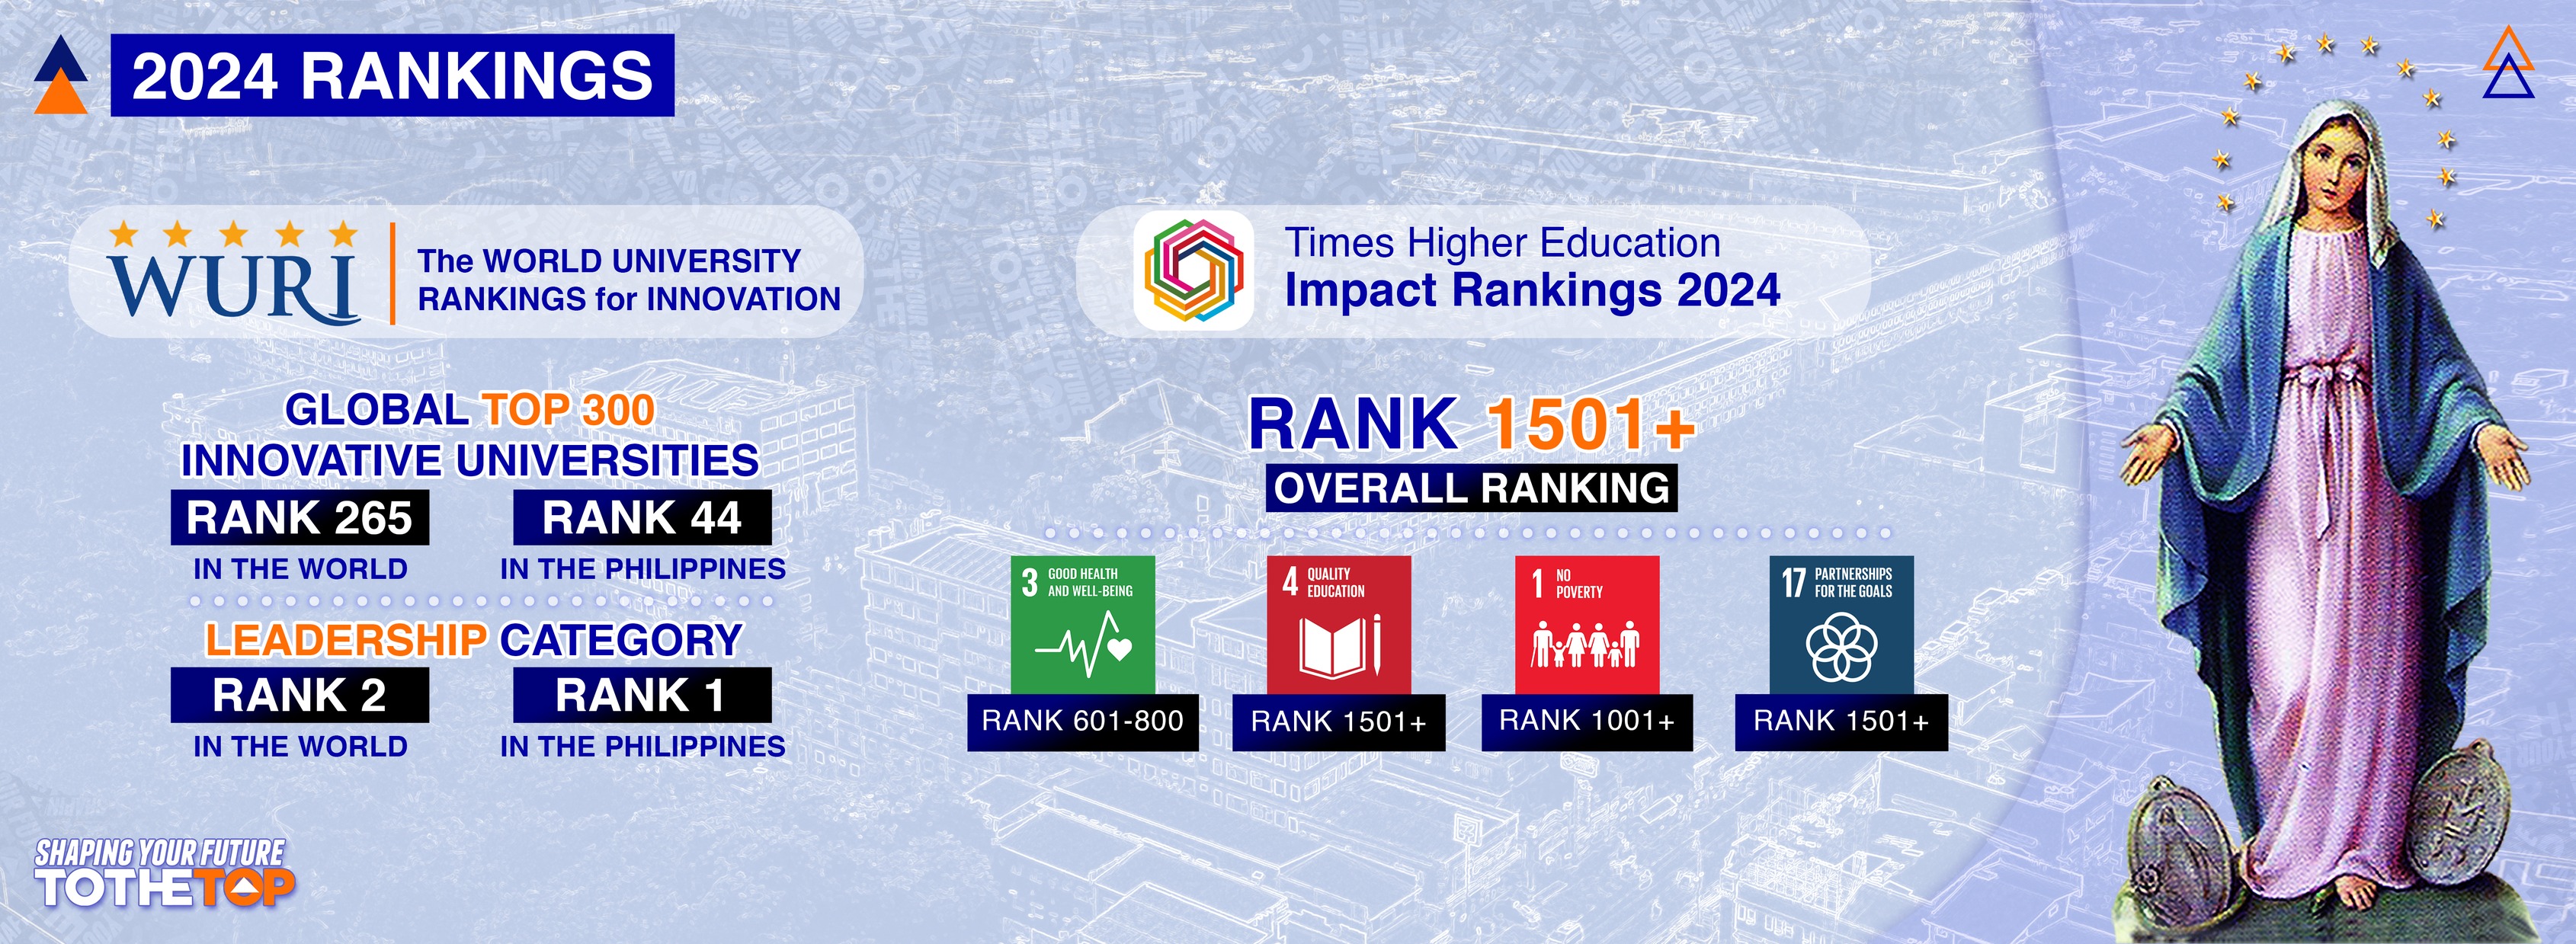 2024 RANKINGS
WURI
The WORLD UNIVERSITY
RANKINGS for INNOVATION
GLOBAL TOP 300
INNOVATIVE UNIVERSITIES
RANK 265
IN THE WORLD
RANK 44
IN THE PHILIPPINES
LEADERSHIP CATEGORY
RANK 2
IN THE WORLD
RANK 1
IN THE PHILIPPINES
Times Higher Education
Impact Rankings 2024
RANK 1501+
OVERALL RANKING
3 GOOD HEALTH
AND WELL-BEING
RANK 601-800
4 QUALITY
EDUCATION
RANK 1501+
1 NO
POVERTY
RANK 1001+
17 PARTNERSHIPS
FOR THE GOALS
RANK 1501+
SHAPING YOUR FUTURE
TOTHETOP